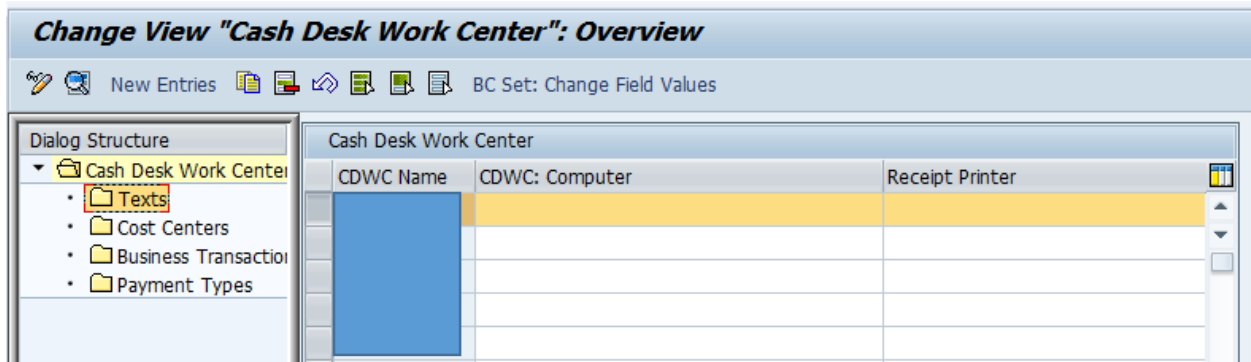 Change View "Cash Desk Work Center": Overview
New Entries BC Set: Change Field Values
Dialog Structure
Cash Desk Work Center
Texts
Cost Centers
Business Transaction
Payment Types
Cash Desk Work Center
CDWC Name CDWC: Computer Receipt Printer